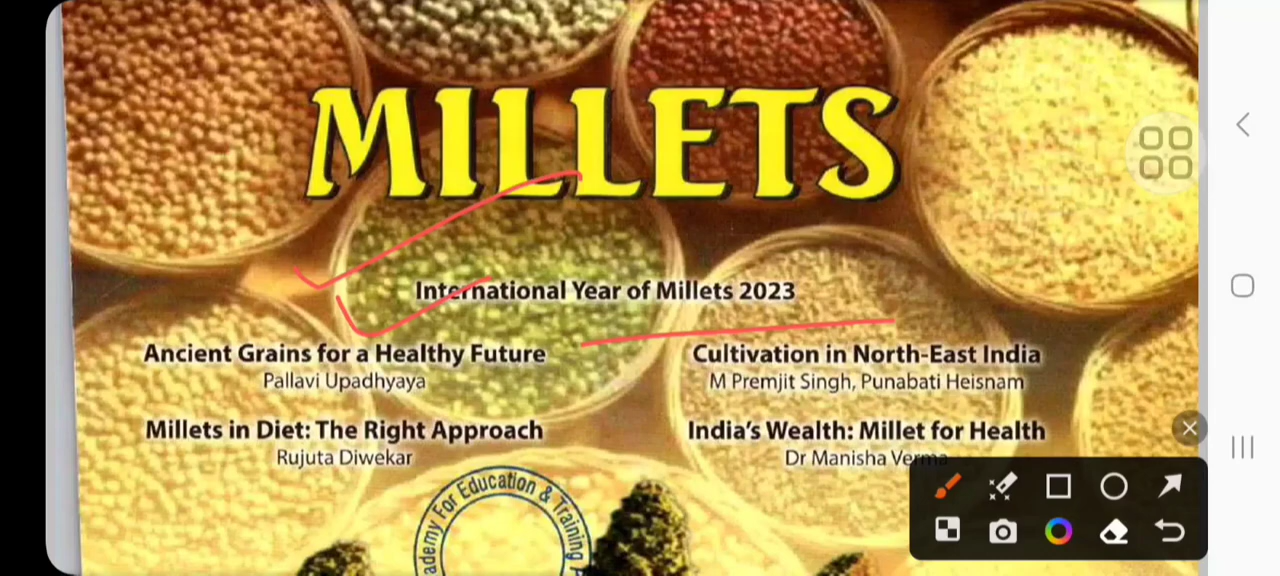 MILLETS
International Year of Millets 2023
Ancient Grains for a Healthy Future
Pallavi Upadhyaya
Cultivation in North-East India
M Premjit Singh, Punabati Heisnam
Millets in Diet: The Right Approach
Rujuta Diwekar
India's Wealth: Millet for Health
Dr Manisha Verma
For Education & Training